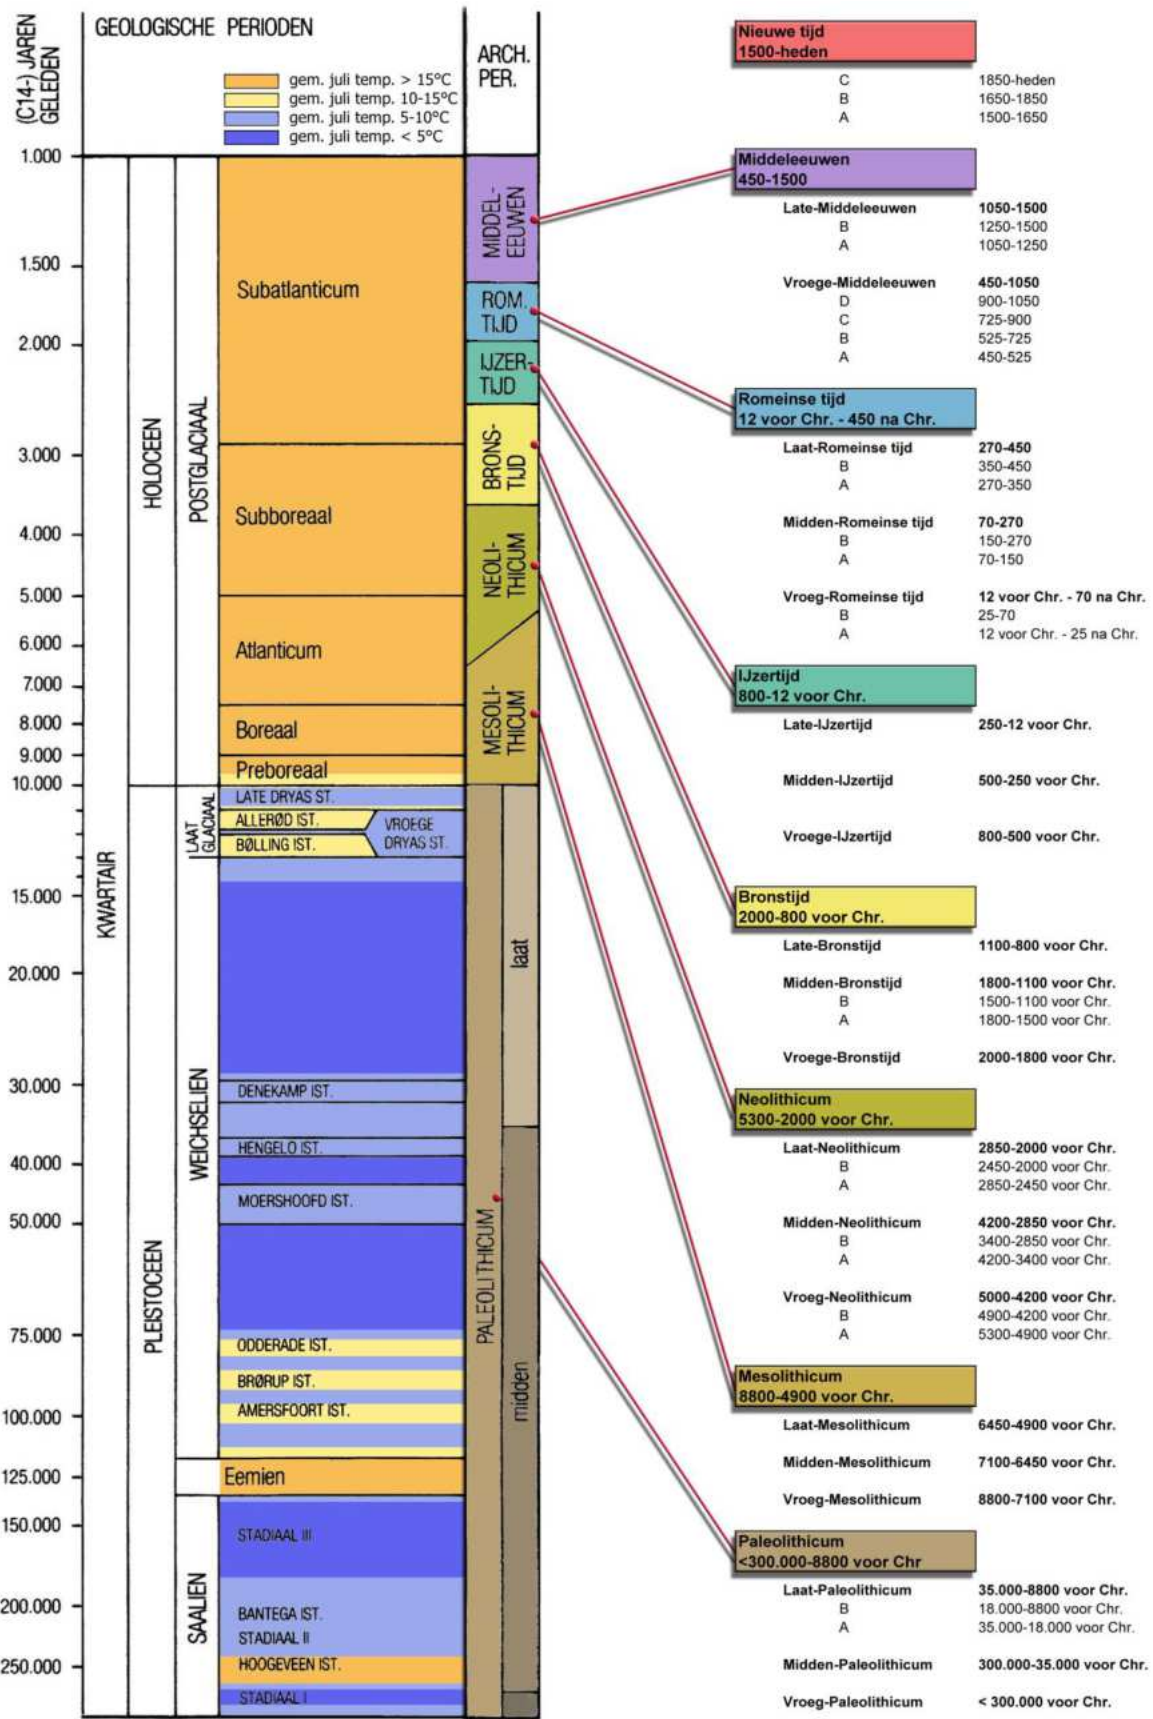 (C14-) JAREN
GELEDEN
GEOLOGISCHE PERIODEN
gem. juli temp. > 15°C
gem. juli temp. 10-15°C
gem. juli temp. 5-10°C
gem. juli temp. < 5°C
ARCH.
PER.
1.000
1.500
2.000
3.000
4.000
5.000
6.000
7.000
8.000
9.000
10.000
15.000
20.000
30.000
40.000
50.000
75.000
100.000
125.000
150.000
200.000
250.000
KWARTAIR
HOLOCEEN
PLEISTOCEEN
POSTGLACIAAL
LAAT
GLACIAAL
WEICHSELIEN
SAALIEN
Subatlanticum
Subboreaal
Atlanticum
Boreaal
Preboreaal
LATE DRYAS ST.
ALLERØD IST.
VROEGE
DRYAS ST.
BØLLING IST.
DENEKAMP IST.
HENGELO IST.
MOERSHOOFD IST.
ODDERADE IST.
BRØRUP IST.
AMERSFOORT IST.
Eemien
STADIAAL III
BANTEGA IST.
STADIAAL II
HOOGEVEEN IST.
STADIAAL I
MIDDEL-
EEUWEN
ROM.
TIJD
IJZER-
TIJD
BRONS-
TIJD
NEOLI-
THICUM
MESOLI-
THICUM
PALEOLITHICUM
laat
midden
Nieuwe tijd
1500-heden
C 1850-heden
B 1650-1850
A 1500-1650
Middeleeuwen
450-1500
Late-Middeleeuwen 1050-1500
B 1250-1500
A 1050-1250
Vroege-Middeleeuwen 450-1050
D 900-1050
C 725-900
B 525-725
A 450-525
Romeinse tijd
12 voor Chr. - 450 na Chr.
Laat-Romeinse tijd 270-450
B 350-450
A 270-350
Midden-Romeinse tijd 70-270
B 150-270
A 70-150
Vroeg-Romeinse tijd 12 voor Chr. - 70 na Chr.
B 25-70
A 12 voor Chr. - 25 na Chr.
IJzertijd
800-12 voor Chr.
Late-IJzertijd 250-12 voor Chr.
Midden-IJzertijd 500-250 voor Chr.
Vroege-IJzertijd 800-500 voor Chr.
Bronstijd
2000-800 voor Chr.
Late-Bronstijd 1100-800 voor Chr.
Midden-Bronstijd 1800-1100 voor Chr.
B 1500-1100 voor Chr.
A 1800-1500 voor Chr.
Vroege-Bronstijd 2000-1800 voor Chr.
Neolithicum
5300-2000 voor Chr.
Laat-Neolithicum 2850-2000 voor Chr.
B 2450-2000 voor Chr.
A 2850-2450 voor Chr.
Midden-Neolithicum 4200-2850 voor Chr.
B 3400-2850 voor Chr.
A 4200-3400 voor Chr.
Vroeg-Neolithicum 5000-4200 voor Chr.
B 4900-4200 voor Chr.
A 5300-4900 voor Chr.
Mesolithicum
8800-4900 voor Chr.
Laat-Mesolithicum 6450-4900 voor Chr.
Midden-Mesolithicum 7100-6450 voor Chr.
Vroeg-Mesolithicum 8800-7100 voor Chr.
Paleolithicum
<300.000-8800 voor Chr
Laat-Paleolithicum 35.000-8800 voor Chr.
B 18.000-8800 voor Chr.
A 35.000-18.000 voor Chr.
Midden-Paleolithicum 300.000-35.000 voor Chr.
Vroeg-Paleolithicum < 300.000 voor Chr.